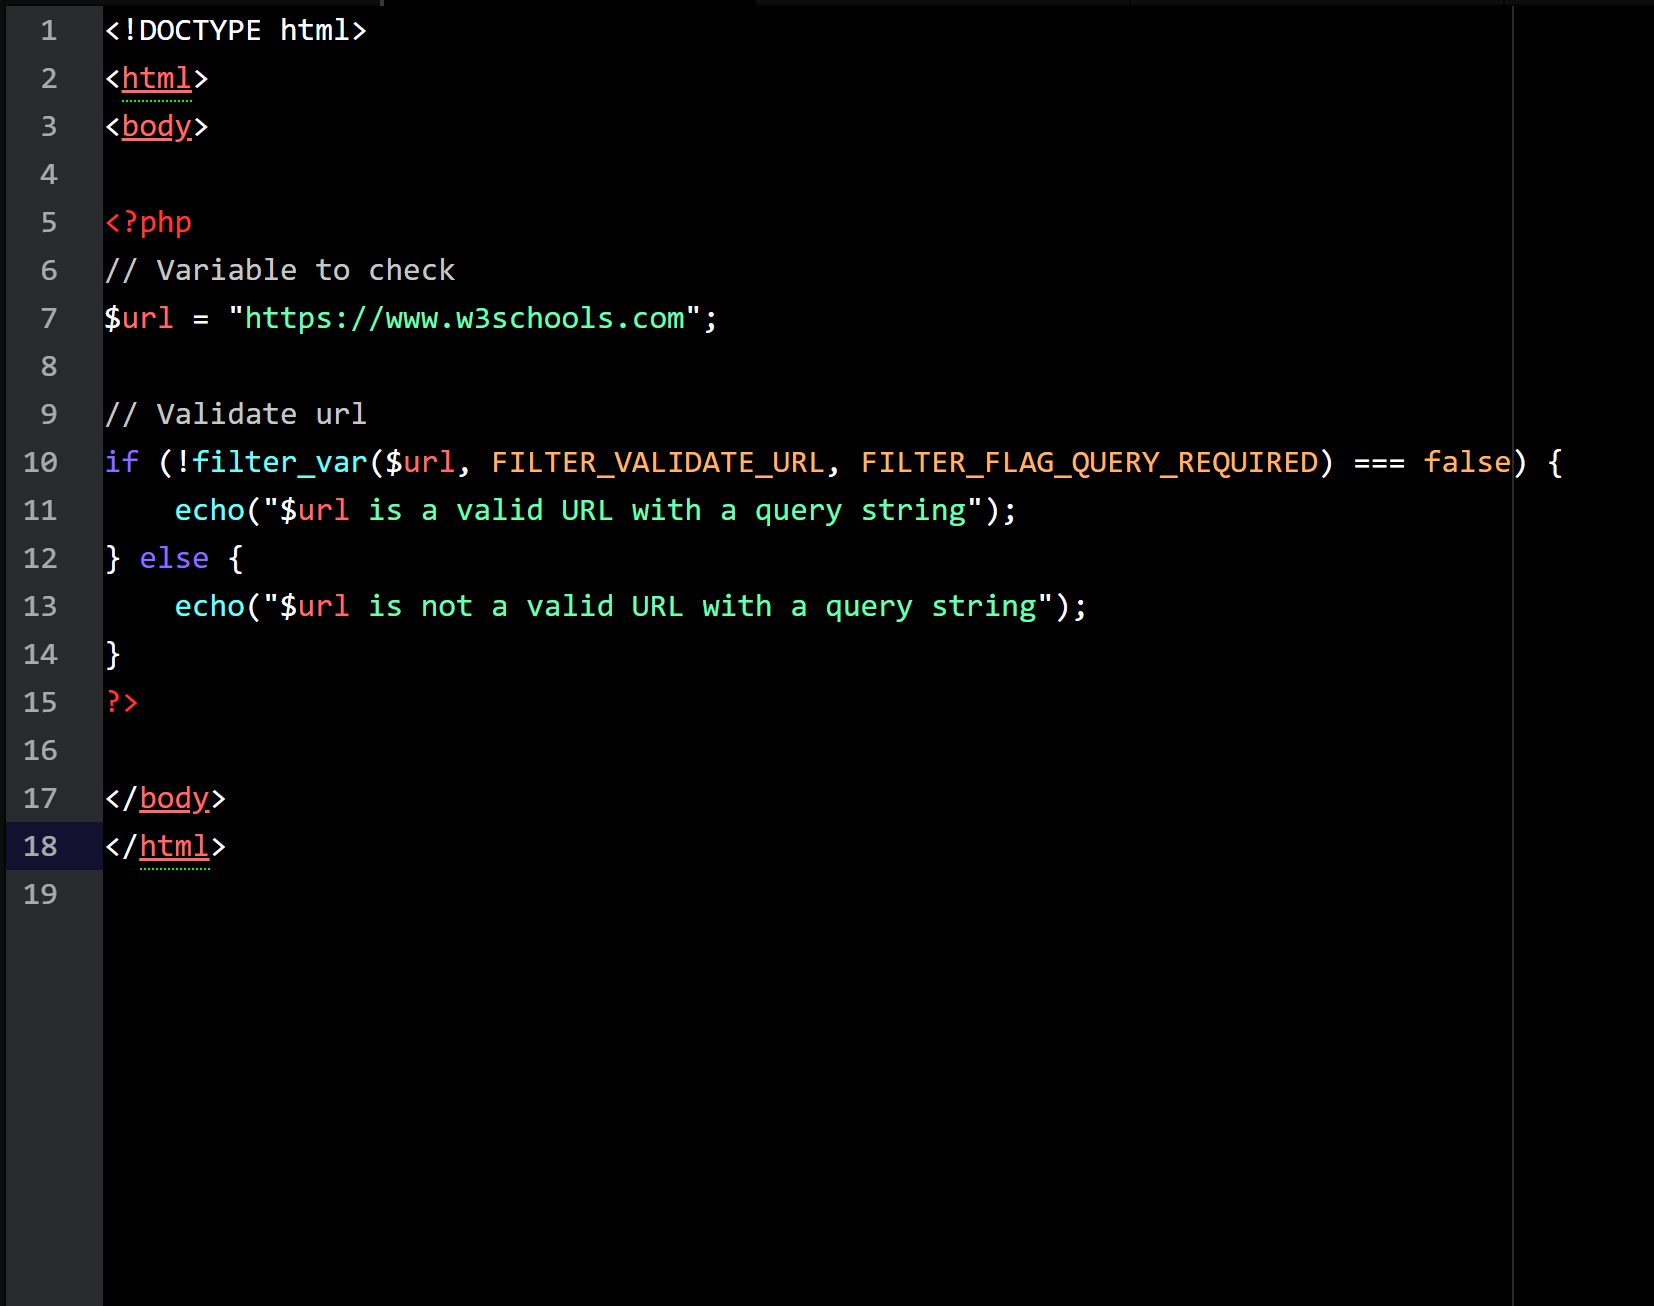 1 <!DOCTYPE html>
2 <html>
3 <body>
4
5 <?php
6 // Variable to check
7 $url = "https://www.w3schools.com";
8
9 // Validate url
10 if (!filter_var($url, FILTER_VALIDATE_URL, FILTER_FLAG_QUERY_REQUIRED) === false) {
11     echo("$url is a valid URL with a query string");
12 } else {
13     echo("$url is not a valid URL with a query string");
14 }
15 ?>
16
17 </body>
18 </html>
19